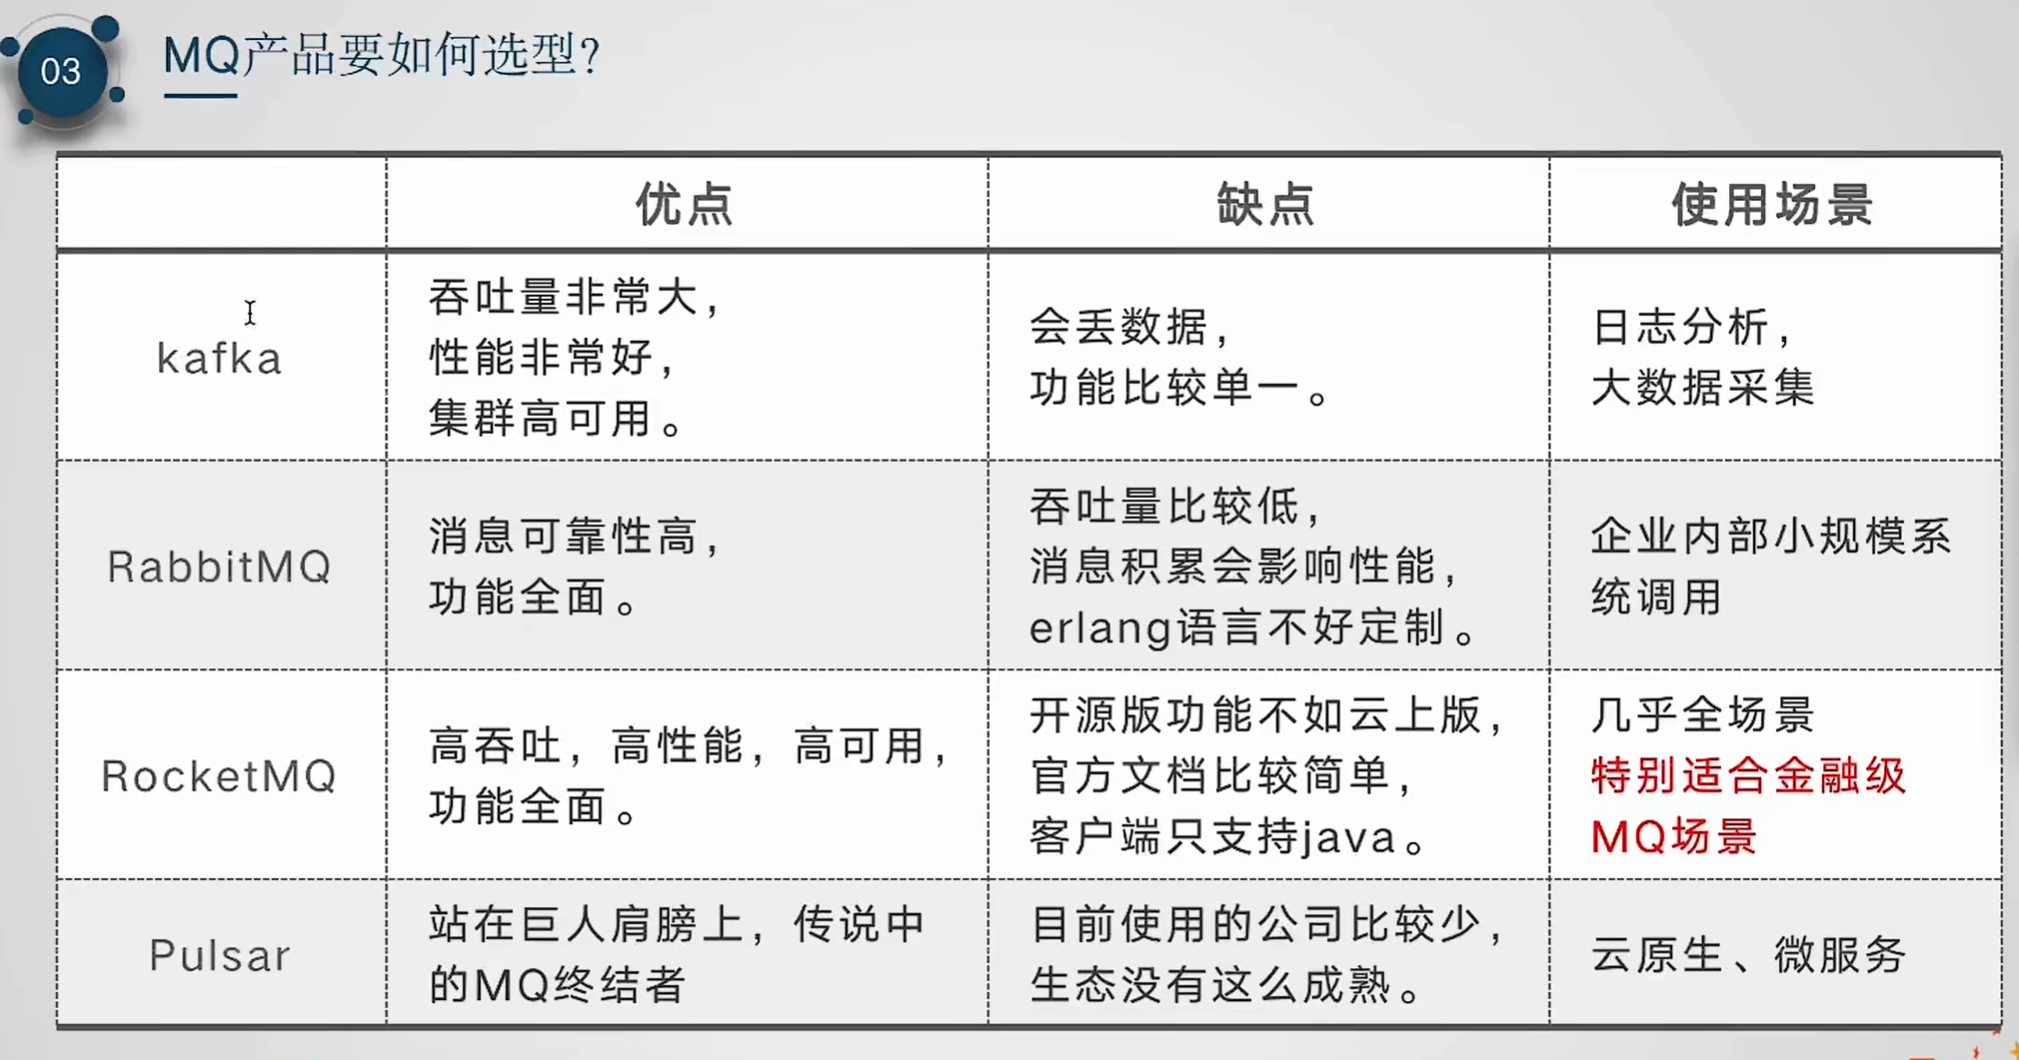 03
MQ产品要如何选型?
优点
缺点
使用场景
kafka
吞吐量非常大，
性能非常好，
集群高可用。
会丢数据，
功能比较单一。
日志分析，
大数据采集
RabbitMQ
消息可靠性高，
功能全面。
吞吐量比较低，
消息积累会影响性能，
erlang语言不好定制。
企业内部小规模系
统调用
RocketMQ
高吞吐，高性能，高可用，
功能全面。
开源版功能不如云上版，
官方文档比较简单，
客户端只支持java。
几乎全场景
特别适合金融级
MQ场景
Pulsar
站在巨人肩膀上，传说中
的MQ终结者
目前使用的公司比较少，
生态没有这么成熟。
云原生、微服务